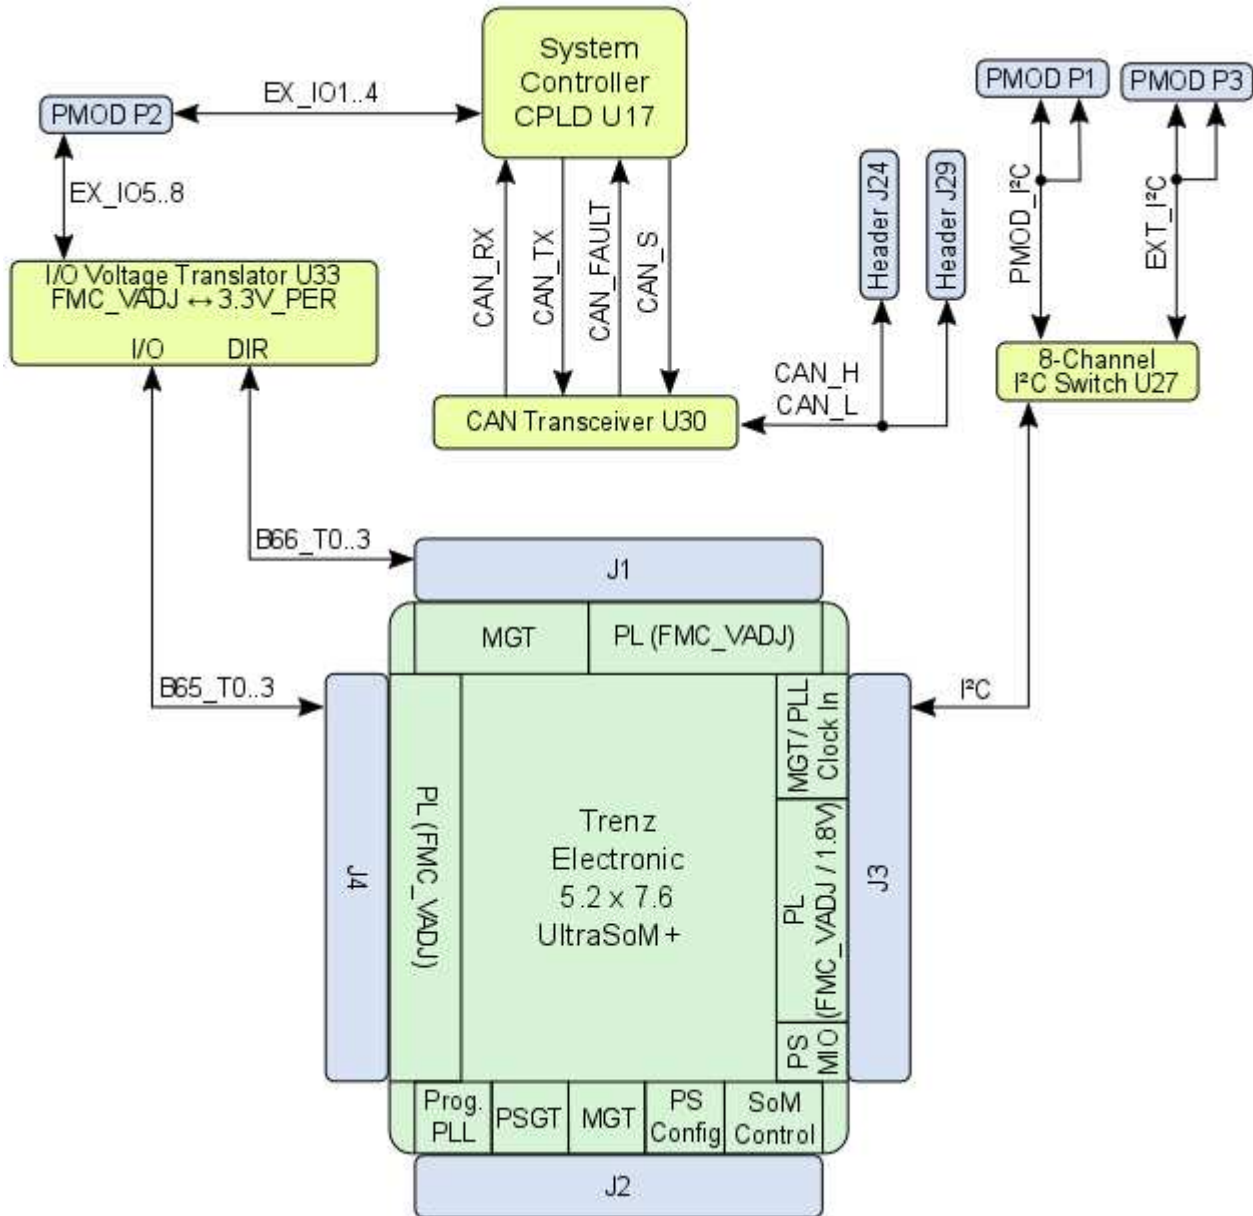 System
Controller
CPLD U17
PMOD P1
PMOD P3
PMOD P2
EX_IO1..4
EX_IO5..8
Header J24
Header J29
PMOD_I²C
EXT_I²C
CAN_RX
CAN_TX
CAN_FAULT
CAN_S
I/O Voltage Translator U33
FMC_VADJ ↔ 3.3V_PER
I/O DIR
8-Channel
I²C Switch U27
CAN_H
CAN_L
CAN Transceiver U30
B66_T0..3
J1
MGT
PL (FMC_VADJ)
B65_T0..3
I²C
MGT/ PLL
Clock In
PL (FMC_VADJ)
J4
Trenz
Electronic
5.2 x 7.6
UltraSoM+
PL
(FMC_VADJ / 1.8V)
J3
PS
MIO
Prog.
PLL
PSGT
MGT
PS
Config
SoM
Control
J2